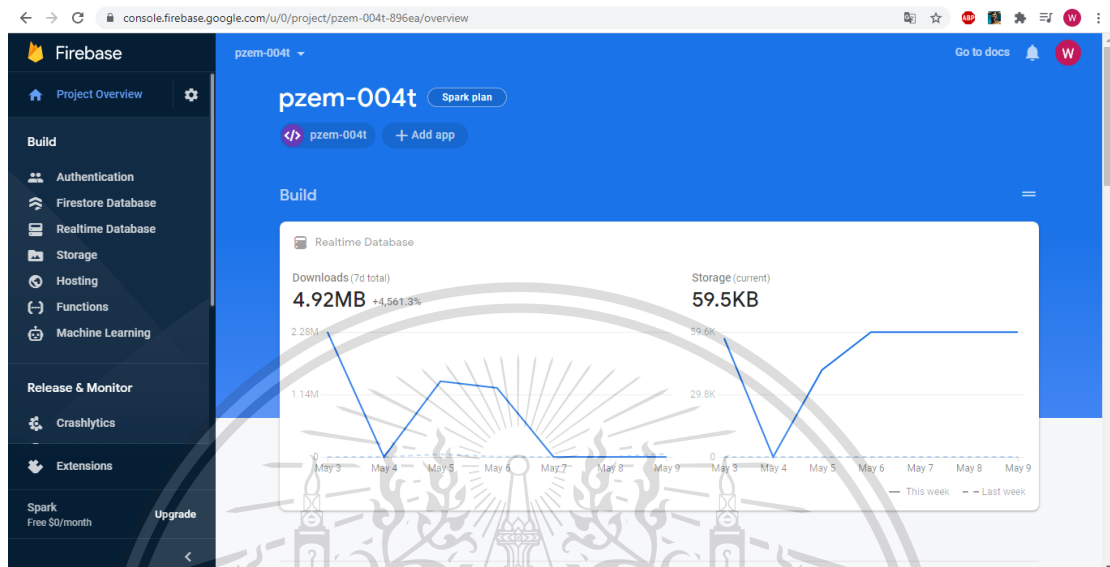 console.firebase.google.com/u/0/project/pzem-004t-896ea/overview
ABP
W
Firebase
pzem-004t
Go to docs
W
Project Overview
pzem-004t
Spark plan
pzem-004t
+ Add app
Build
Authentication
Firestore Database
Realtime Database
Storage
Hosting
Functions
Machine Learning
Release & Monitor
Crashlytics
Extensions
Spark
Free $0/month
Upgrade
Build
Realtime Database
Downloads (7d total)
4.92MB +4,561.3%
2.28M
1.14M
0
May 3 May 4 May 5 May 6 May 7 May 8 May 9
Storage (current)
59.5KB
59.6K
29.8K
0
May 3 May 4 May 5 May 6 May 7 May 8 May 9
This week Last week